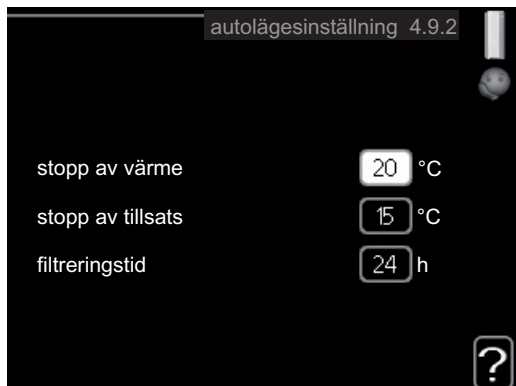 autolägesinställning 4.9.2
stopp av värme 20 °C
stopp av tillsats 15 °C
filtreringstid 24 h
?